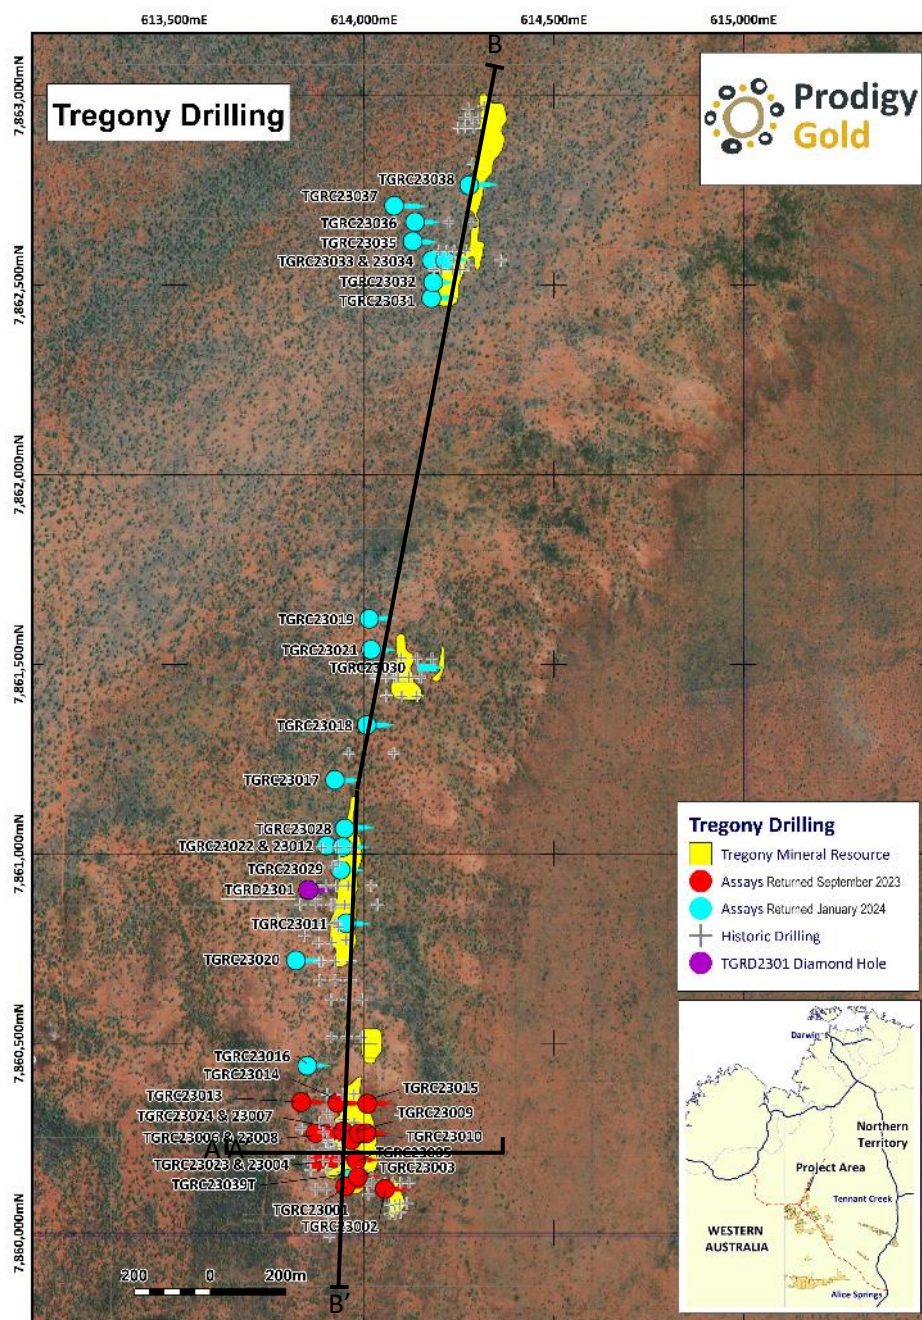 613,500mE
614,000mE
614,500mE
615,000mE
B
Tregony Drilling
Prodigy
Gold
7,863,000mN
7,862,500mN
7,862,000mN
7,861,500mN
7,861,000mN
7,860,500mN
7,860,000mN
TGRC23038
TGRC23037
TGRC23036
TGRC23035
TGRC23033 & 23034
TGRC23032
TGRC23031
TGRC23019
TGRC23021
TGRC23030
TGRC23018
TGRC23017
TGRC23028
TGRC23022 & 23012
TGRC23029
TGRD2301
TGRC23011
TGRC23020
TGRC23016
TGRC23014
TGRC23013
TGRC23015
TGRC23024 & 23007
TGRC23009
TGRC23006 & 23008
TGRC23010
TGRC23005
TGRC23023 & 23004
TGRC23003
TGRC23039T
TGRC23001
TGRC23002
200 0 200m
B'
Tregony Drilling
Tregony Mineral Resource
Assays Returned September 2023
Assays Returned January 2024
Historic Drilling
TGRD2301 Diamond Hole
Darwin
Northern
Territory
Project Area
Tennant Creek
WESTERN
AUSTRALIA
Alice Springs